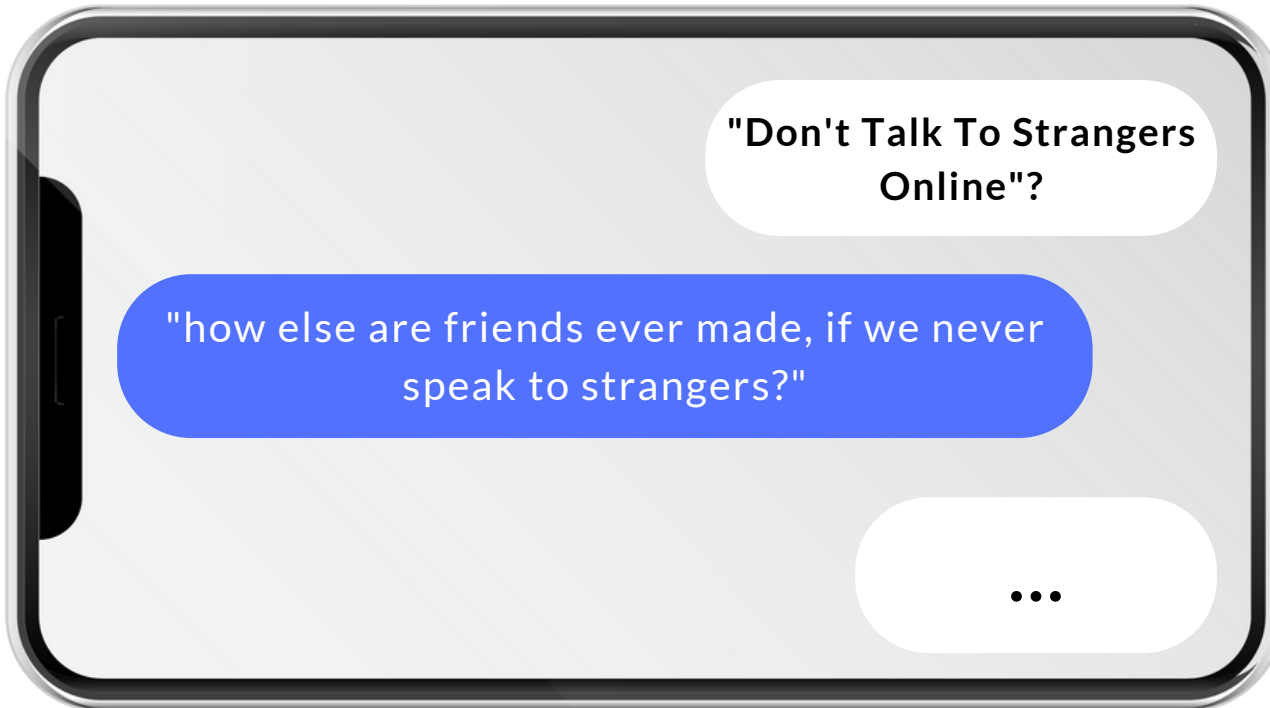 "Don't Talk To Strangers
Online"?
"how else are friends ever made, if we never
speak to strangers?"
...